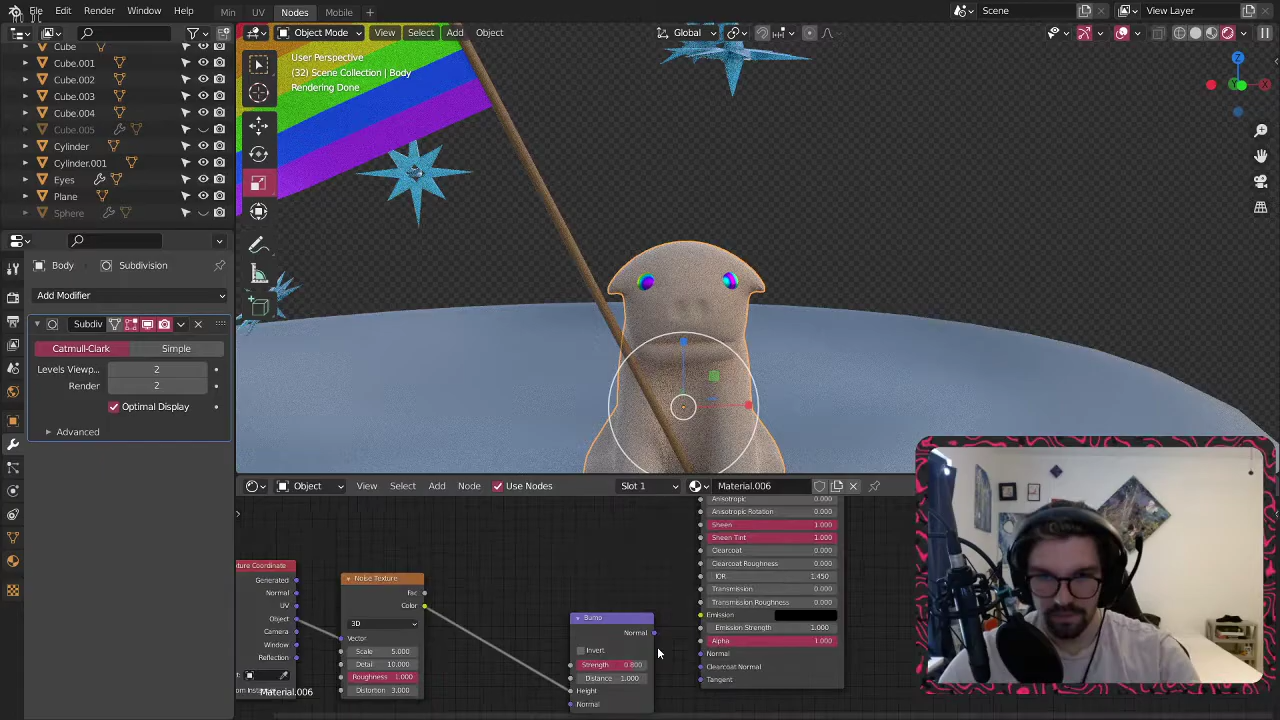 File Edit Render Window Help Min UV Nodes Mobile Scene View Layer
Object Mode View Select Add Object Global
Cube
Cube.001
Cube.002
Cube.003
Cube.004
Cube.005
Cylinder
Cylinder.001
Eyes
Plane
Sphere
User Perspective
(32) Scene Collection | Body
Rendering Done
Z
Body Subdivision
Add Modifier
Subdiv
Catmull-Clark Simple
Levels Viewp... 2
Render 2
Optimal Display
Advanced
Object View Select Add Node Use Nodes Slot 1 Material.006
xture Coordinate
Generated
Normal
UV
Object
Camera
Window
Reflection
Material.006
Noise Texture
Fac
Color
3D
Vector
Scale 5.000
Detail 10.000
Roughness 1.000
Distortion 3.000
Bump
Normal
Invert
Strength 0.800
Distance 1.000
Height
Normal
Anisotropic 0.000
Anisotropic Rotation 0.000
Sheen 1.000
Sheen Tint 1.000
Clearcoat 0.000
Clearcoat Roughness 0.000
IOR 1.450
Transmission 0.000
Transmission Roughness 0.000
Emission
Emission Strength 1.000
Alpha 1.000
Normal
Clearcoat Normal
Tangent